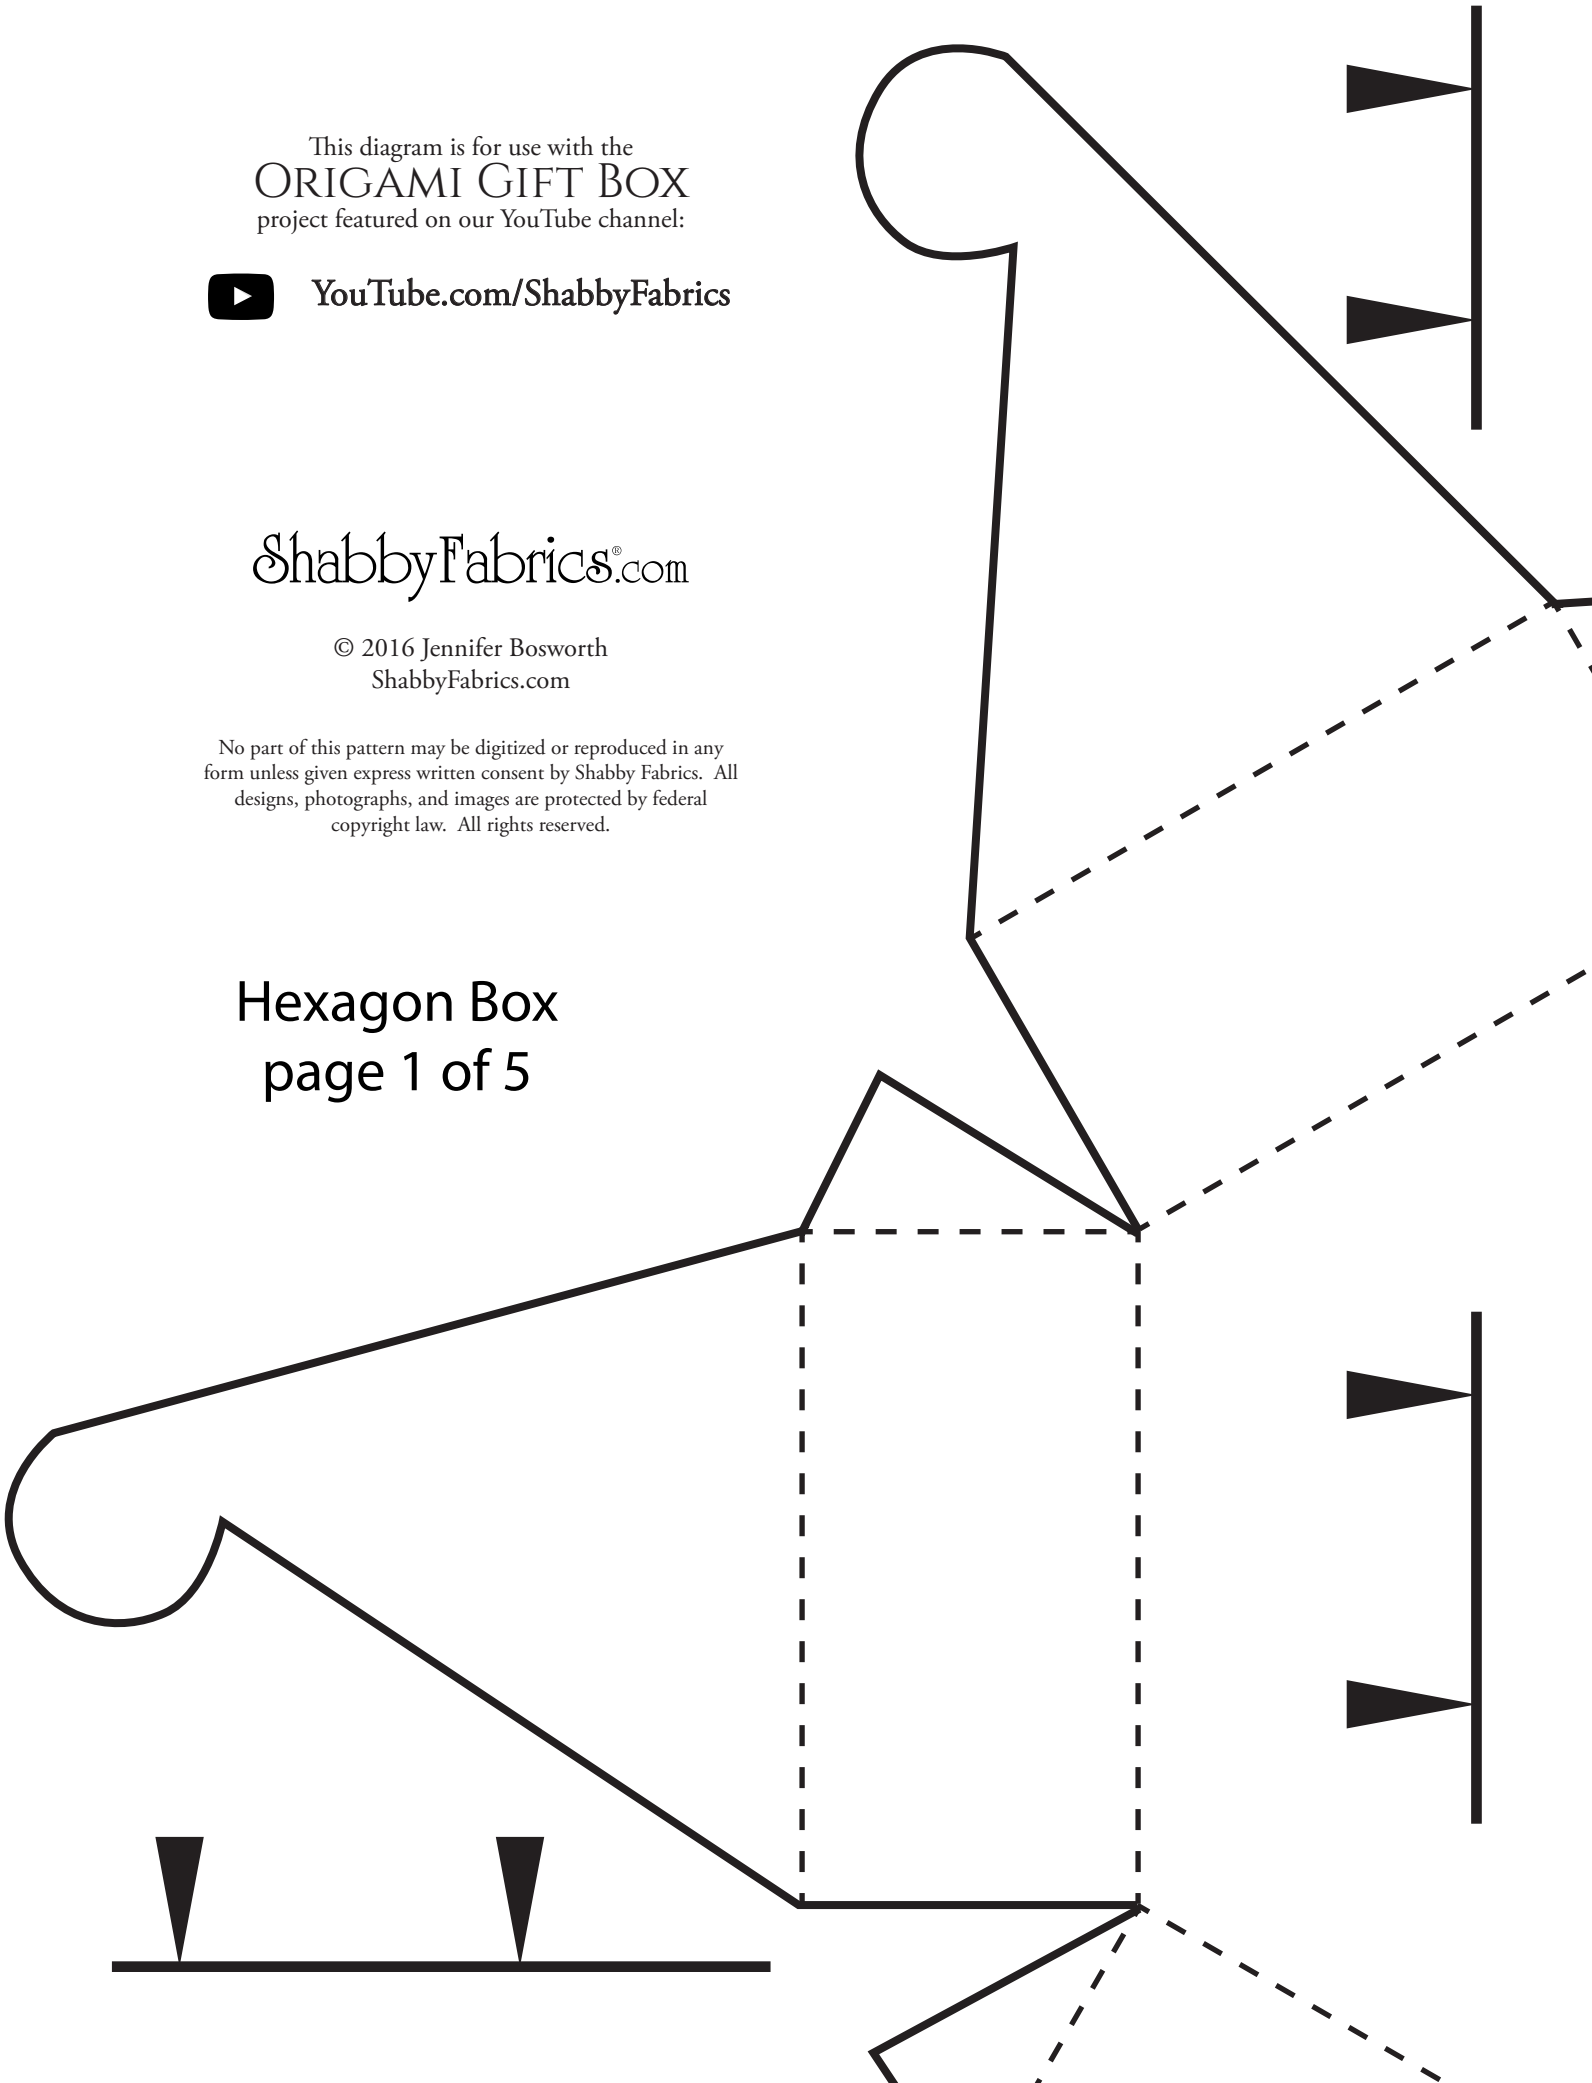 This diagram is for use with the
Origami Gift Box
project featured on our YouTube channel:
YouTube.com/ShabbyFabrics
ShabbyFabrics®.com
© 2016 Jennifer Bosworth
ShabbyFabrics.com
No part of this pattern may be digitized or reproduced in any
form unless given express written consent by Shabby Fabrics.  All
designs, photographs, and images are protected by federal
copyright law.  All rights reserved.
Hexagon Box
page 1 of 5